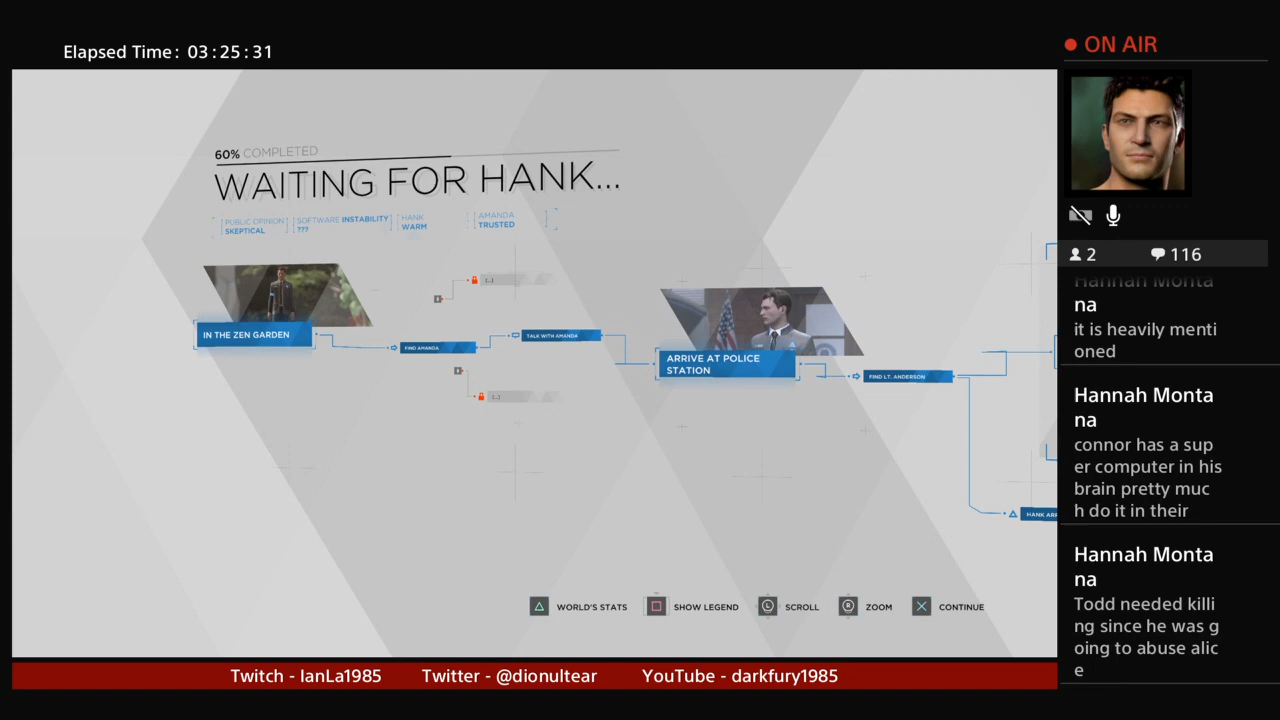 Elapsed Time: 03:25:31
ON AIR
60% COMPLETED
WAITING FOR HANK...
PUBLIC OPINION
SKEPTICAL
SOFTWARE INSTABILITY
???
HANK
WARM
AMANDA
TRUSTED
IN THE ZEN GARDEN
FIND AMANDA
TALK WITH AMANDA
ARRIVE AT POLICE
STATION
FIND LT. ANDERSON
HANK ARR
WORLD'S STATS
SHOW LEGEND
L
SCROLL
R
ZOOM
CONTINUE
2
116
Hannah Monta
na
it is heavily menti
oned
Hannah Monta
na
connor has a sup
er computer in his
brain pretty muc
h do it in their
Hannah Monta
na
Todd needed killi
ng since he was g
oing to abuse alic
e
Twitch - IanLa1985
Twitter - @dionultear
YouTube - darkfury1985